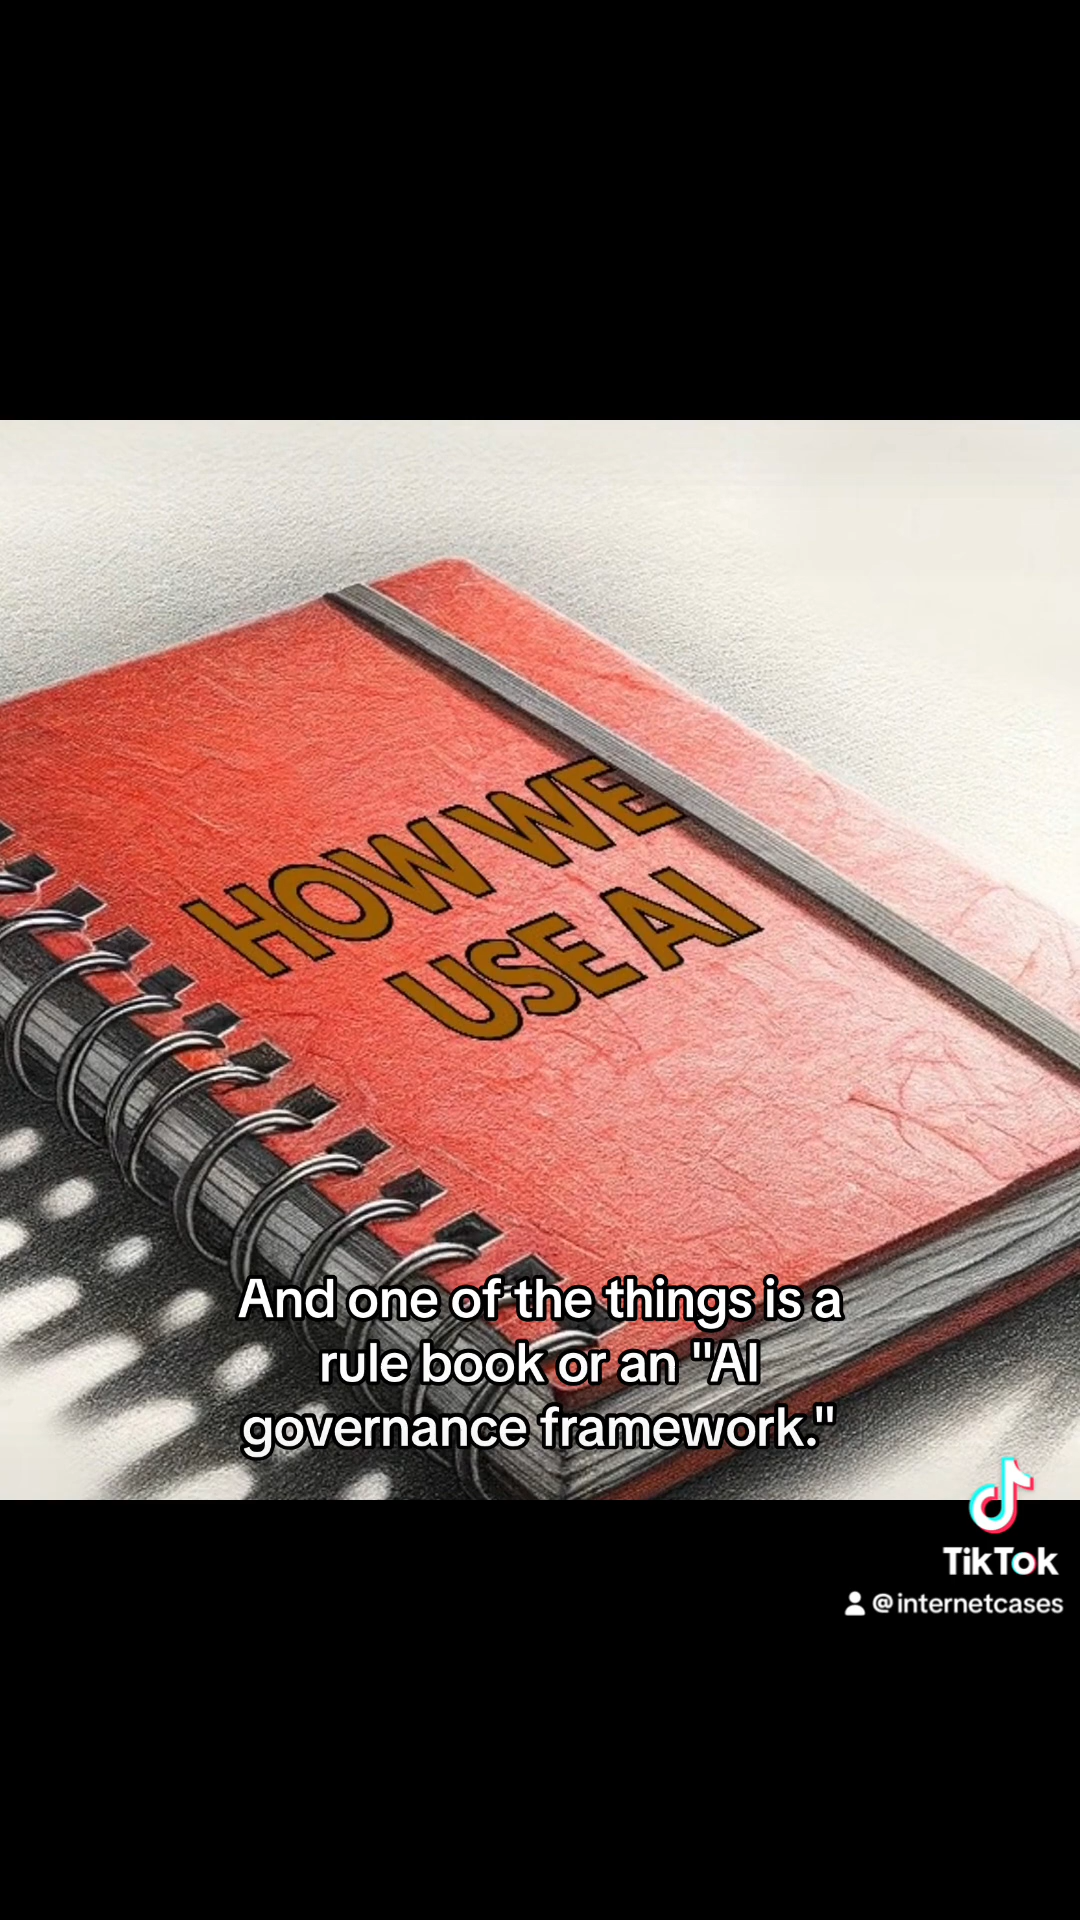 HOW WE
USE AI
And one of the things is a
rule book or an "AI
governance framework."
TikTok
@internetcases